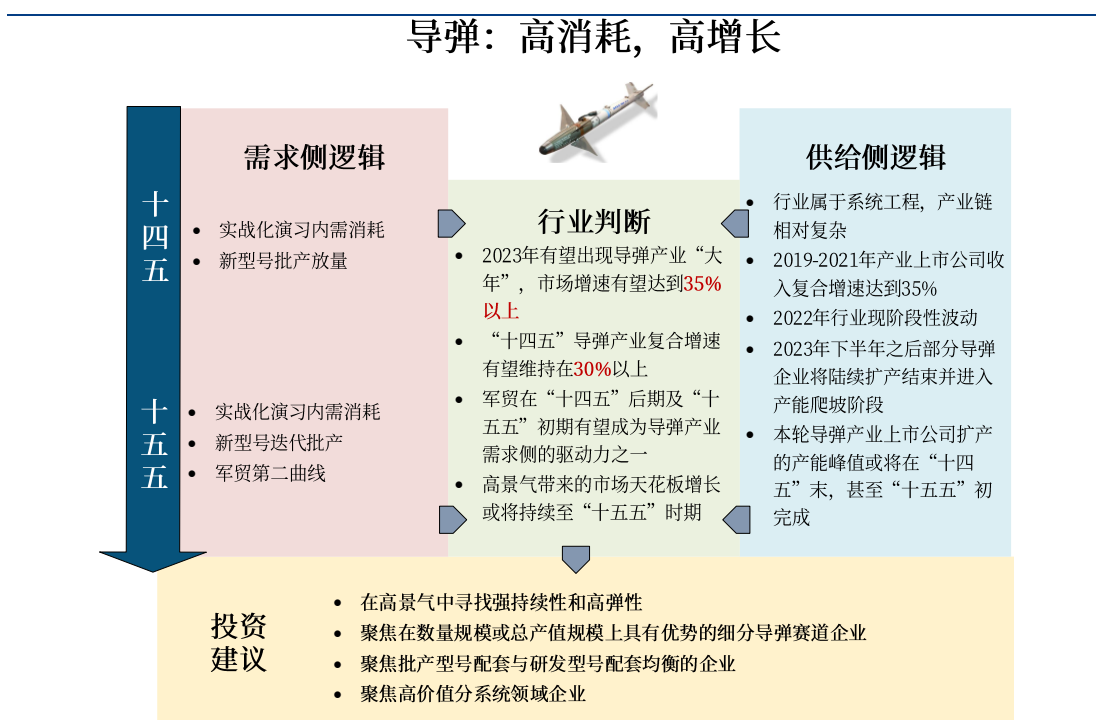 导弹：高消耗，高增长
十四五
十五五
需求侧逻辑
• 实战化演习内需消耗
• 新型号批产放量
• 实战化演习内需消耗
• 新型号迭代批产
• 军贸第二曲线
行业判断
• 2023年有望出现导弹产业“大
年”，市场增速有望达到35%
以上
• “十四五”导弹产业复合增速
有望维持在30%以上
• 军贸在“十四五”后期及“十
五五”初期有望成为导弹产业
需求侧的驱动力之一
• 高景气带来的市场天花板增长
或将持续至“十五五”时期
供给侧逻辑
• 行业属于系统工程，产业链
相对复杂
• 2019-2021年产业上市公司收
入复合增速达到35%
• 2022年行业现阶段性波动
• 2023年下半年之后部分导弹
企业将陆续扩产结束并进入
产能爬坡阶段
• 本轮导弹产业上市公司扩产
的产能峰值或将在“十四
五”末，甚至“十五五”初
完成
投资
建议
• 在高景气中寻找强持续性和高弹性
• 聚焦在数量规模或总产值规模上具有优势的细分导弹赛道企业
• 聚焦批产型号配套与研发型号配套均衡的企业
• 聚焦高价值分系统领域企业